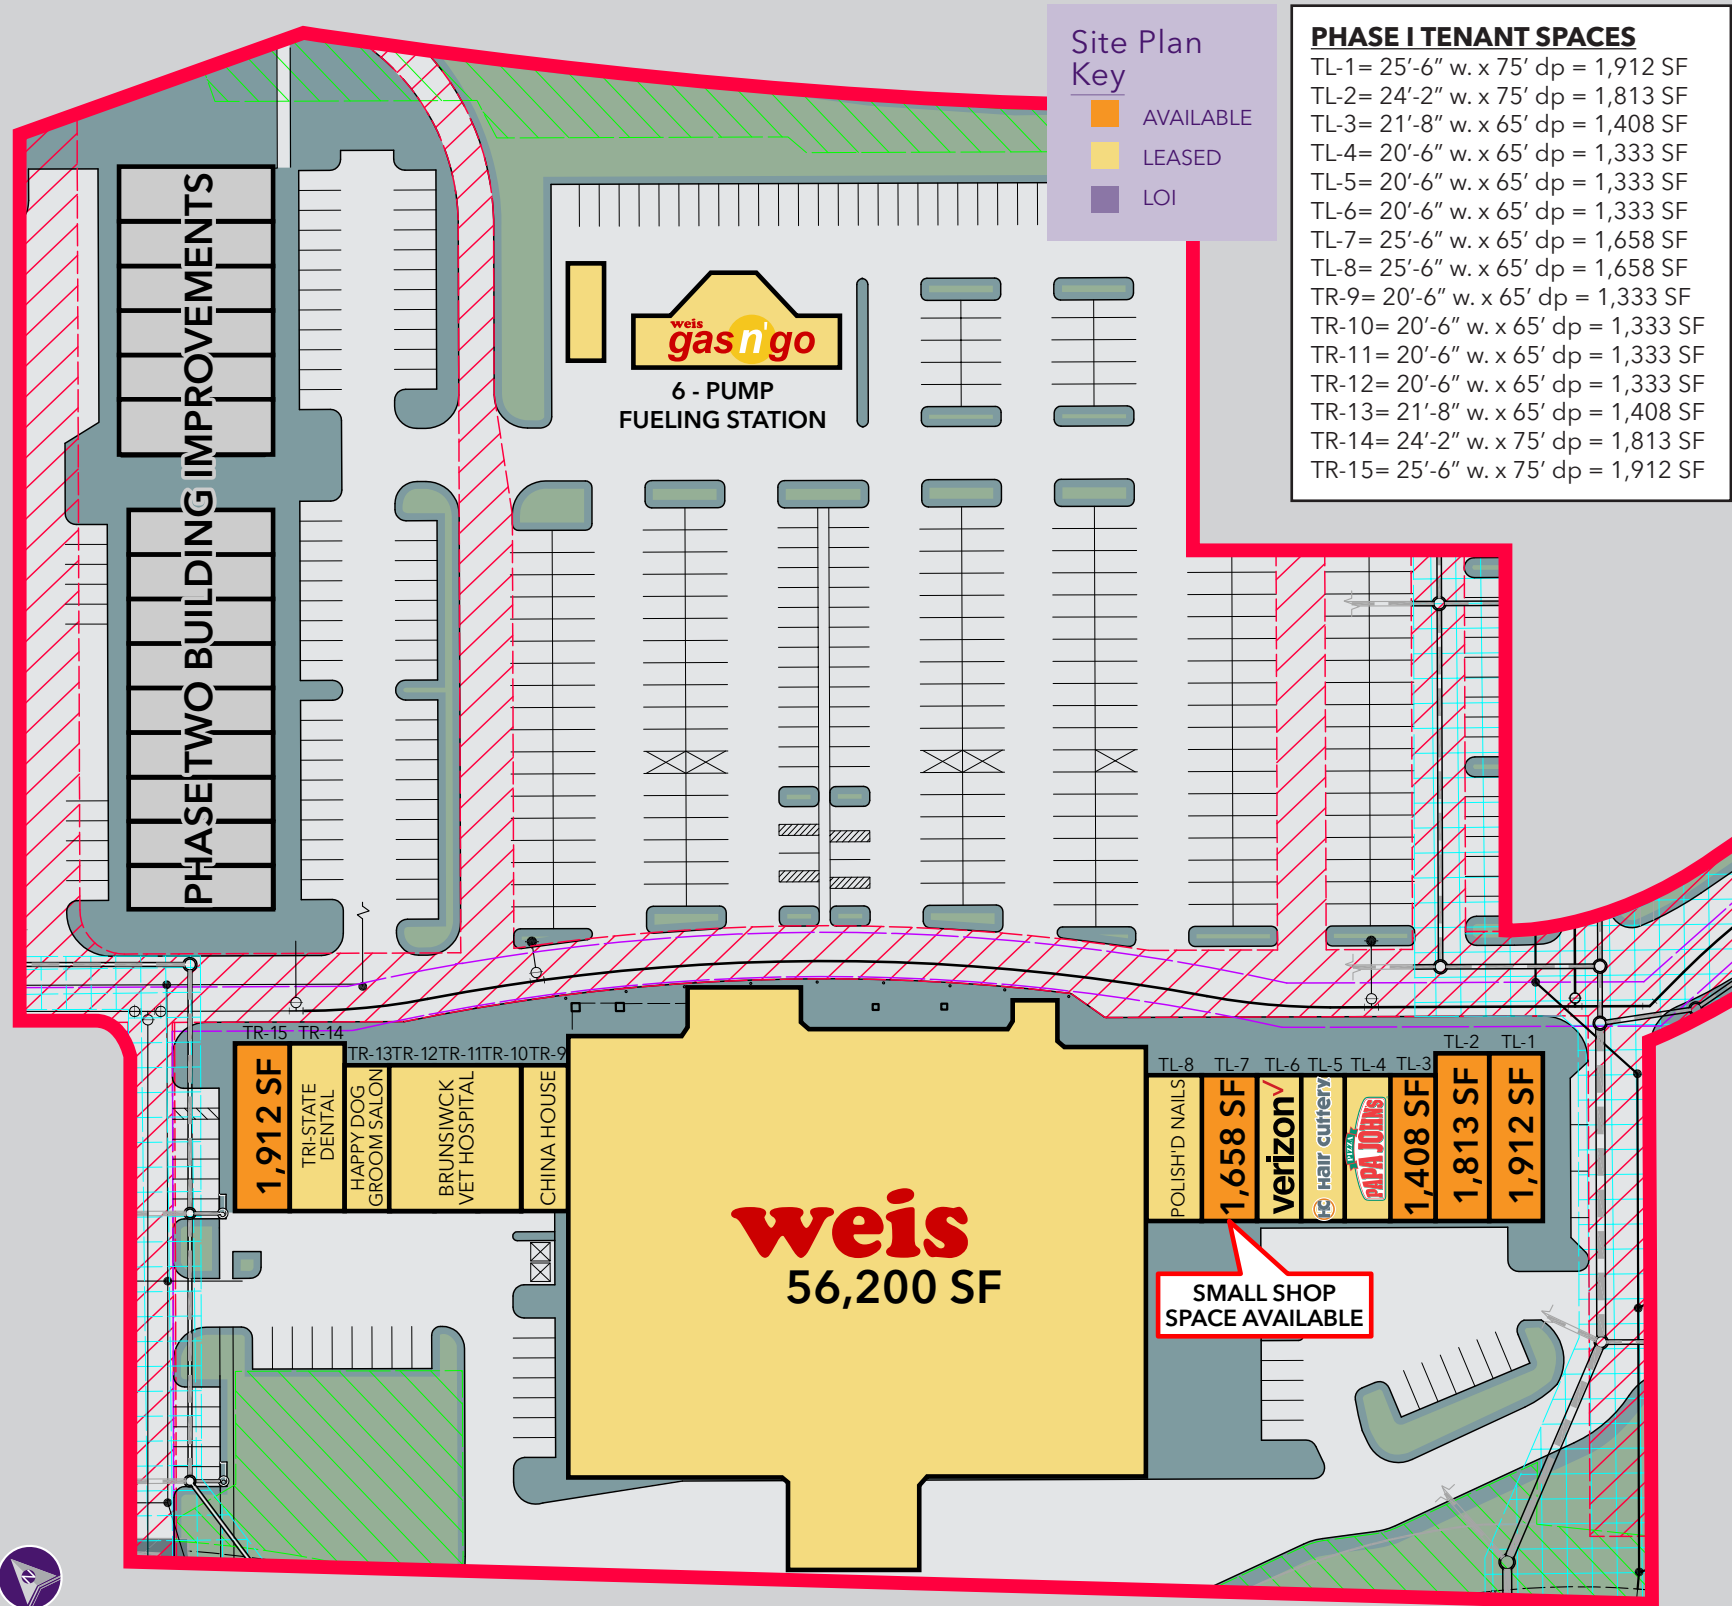 Site Plan
Key
AVAILABLE
LEASED
LOI
PHASE I TENANT SPACES
TL-1= 25'-6" w. x 75' dp = 1,912 SF
TL-2= 24'-2" w. x 75' dp = 1,813 SF
TL-3= 21'-8" w. x 65' dp = 1,408 SF
TL-4= 20'-6" w. x 65' dp = 1,333 SF
TL-5= 20'-6" w. x 65' dp = 1,333 SF
TL-6= 20'-6" w. x 65' dp = 1,333 SF
TL-7= 25'-6" w. x 65' dp = 1,658 SF
TL-8= 25'-6" w. x 65' dp = 1,658 SF
TR-9= 20'-6" w. x 65' dp = 1,333 SF
TR-10= 20'-6" w. x 65' dp = 1,333 SF
TR-11= 20'-6" w. x 65' dp = 1,333 SF
TR-12= 20'-6" w. x 65' dp = 1,333 SF
TR-13= 21'-8" w. x 65' dp = 1,408 SF
TR-14= 24'-2" w. x 75' dp = 1,813 SF
TR-15= 25'-6" w. x 75' dp = 1,912 SF
PHASE TWO BUILDING IMPROVEMENTS
weis
gas n' go
6 - PUMP
FUELING STATION
TR-15 TR-14
TR-13 TR-12 TR-11 TR-10 TR-9
1,912 SF
TRI-STATE
DENTAL
HAPPY DOG
GROOM SALON
BRUNSIWCK
VET HOSPITAL
CHINA HOUSE
weis
56,200 SF
TL-8 TL-7 TL-6 TL-5 TL-4 TL-3
TL-2 TL-1
POLISH'D NAILS
1,658 SF
verizon
HC Hair cuttery
PIZZA
PAPA JOHNS
1,408 SF
1,813 SF
1,912 SF
SMALL SHOP
SPACE AVAILABLE
N